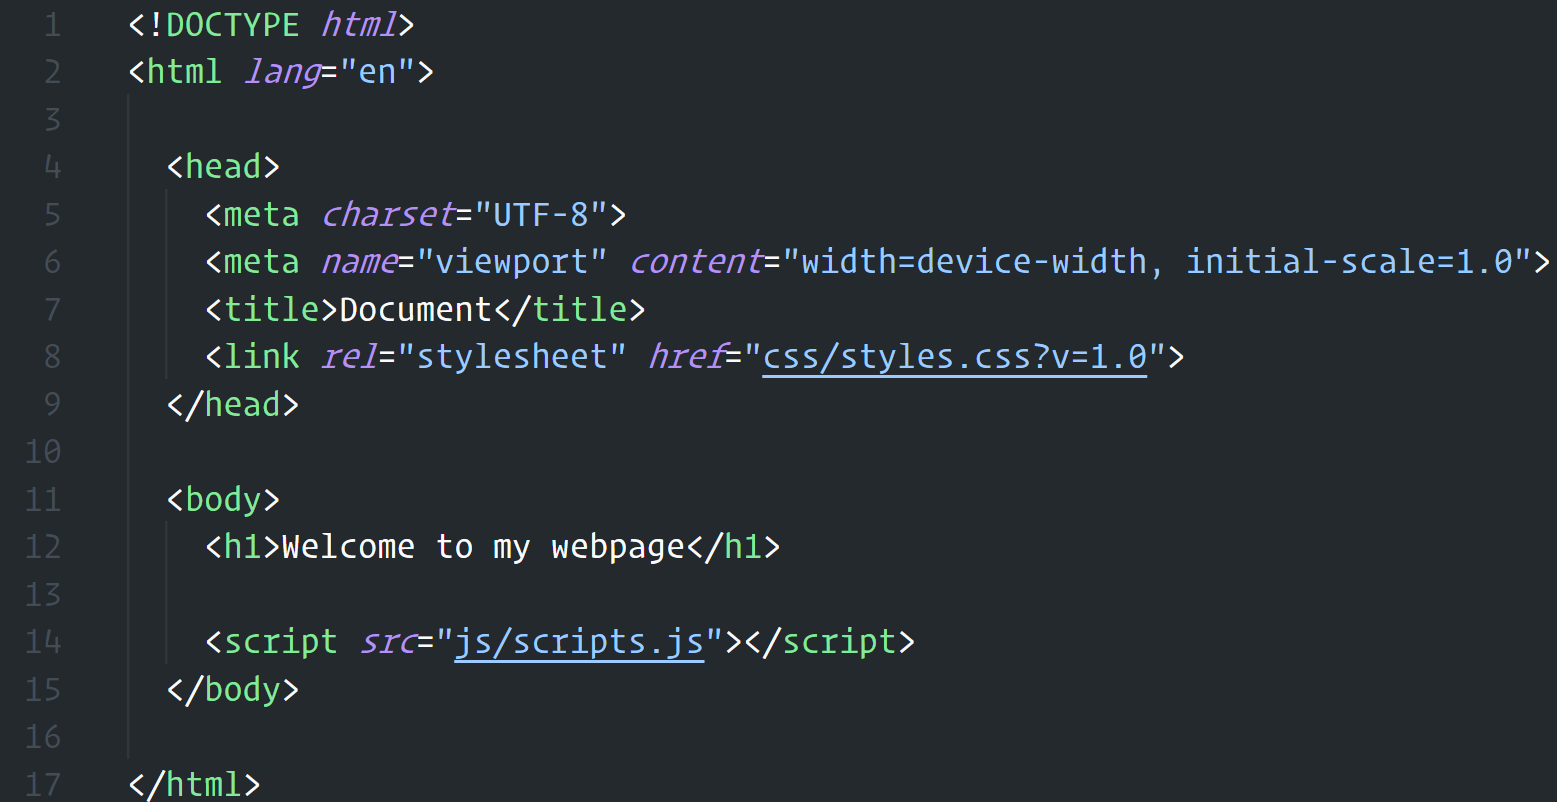 1 <!DOCTYPE html>
2 <html lang="en">
3
4 <head>
5 <meta charset="UTF-8">
6 <meta name="viewport" content="width=device-width, initial-scale=1.0">
7 <title>Document</title>
8 <link rel="stylesheet" href="css/styles.css?v=1.0">
9 </head>
10
11 <body>
12 <h1>Welcome to my webpage</h1>
13
14 <script src="js/scripts.js"></script>
15 </body>
16
17 </html>